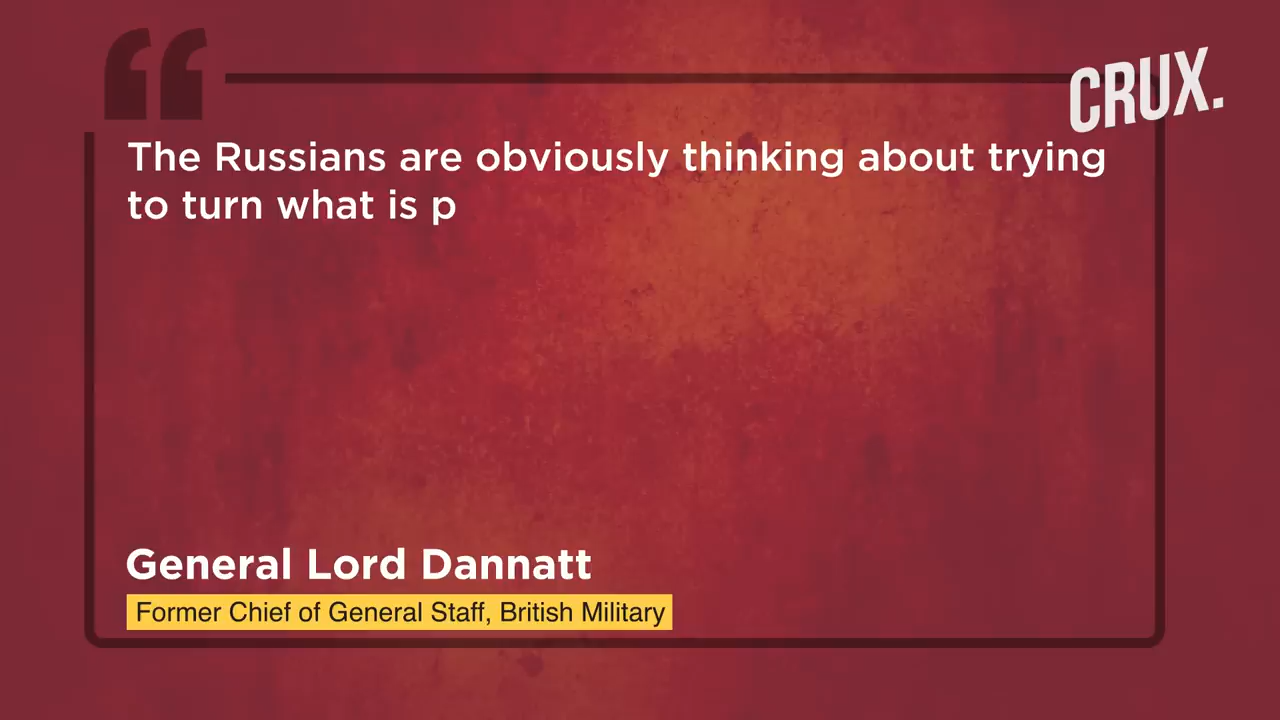 CRUX.
The Russians are obviously thinking about trying
to turn what is p
General Lord Dannatt
Former Chief of General Staff, British Military